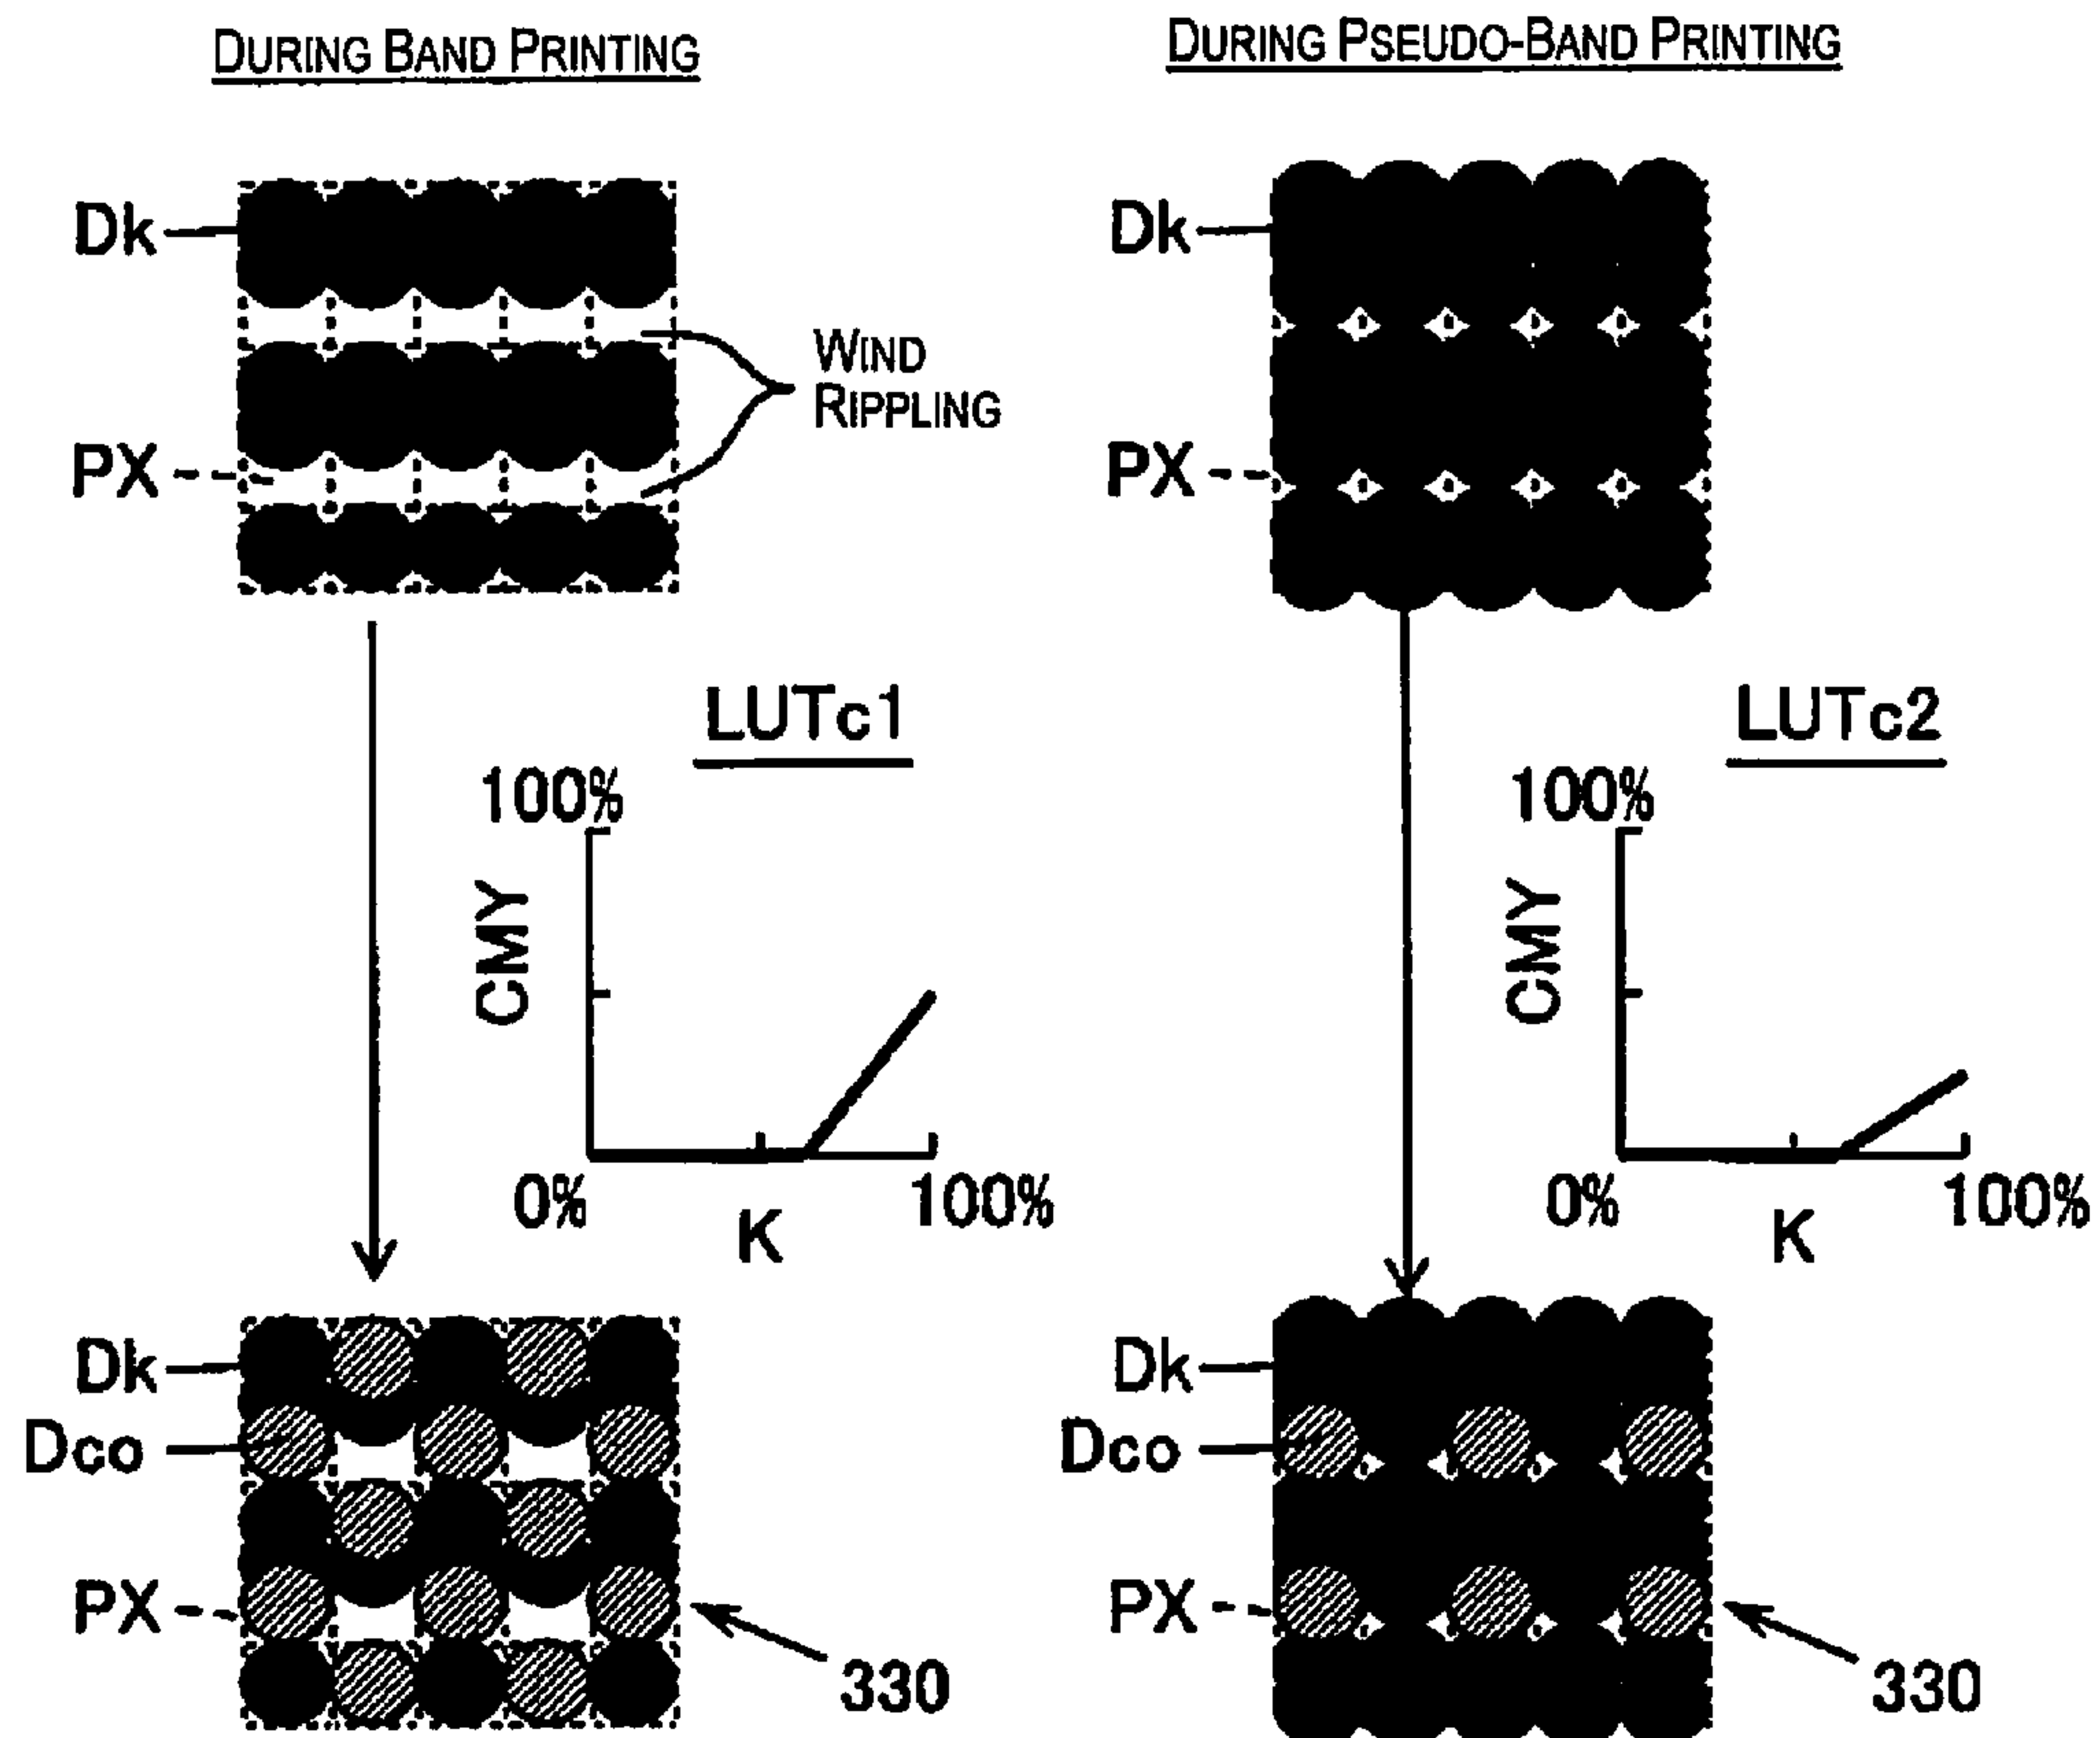 DURING BAND PRINTING
DURING PSEUDO-BAND PRINTING
Dk
PX
WIND
RIPPLING
Dk
PX
LUTc1
100%
CMY
0%
K
100%
LUTc2
100%
CMY
0%
K
100%
Dk
Dco
PX
330
Dk
Dco
PX
330